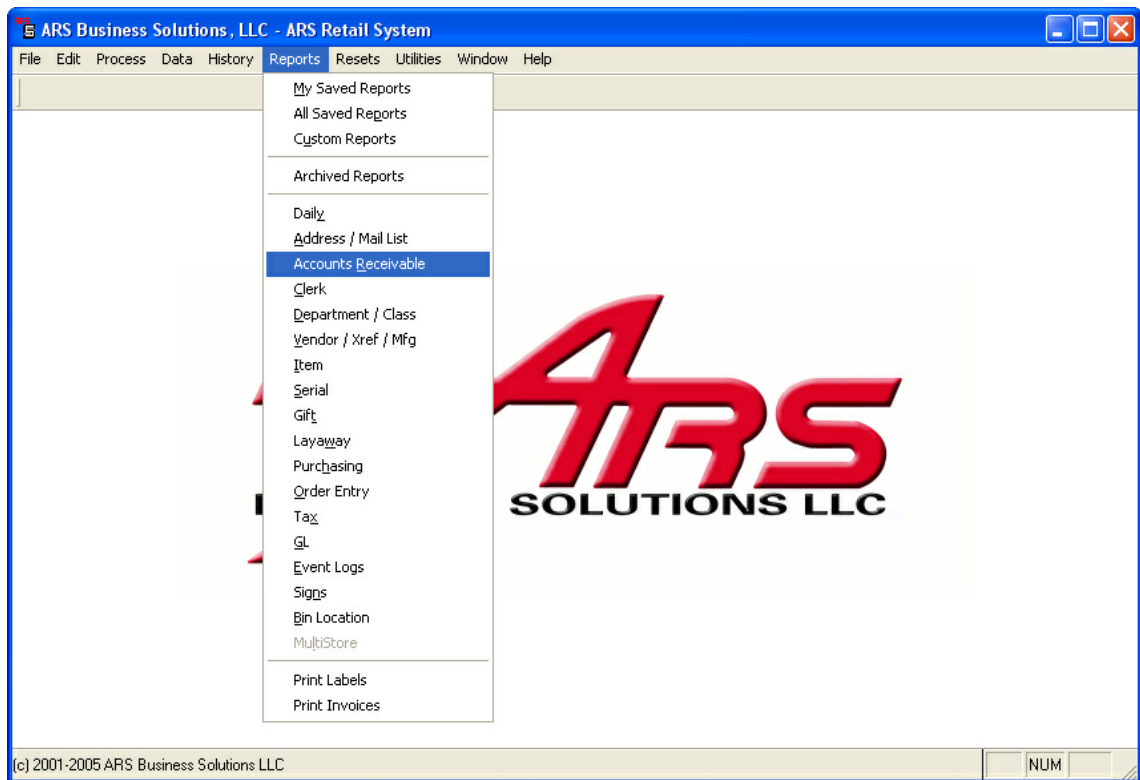 ARS Business Solutions, LLC - ARS Retail System
File Edit Process Data History Reports Resets Utilities Window Help
My Saved Reports
All Saved Reports
Custom Reports
Archived Reports
Daily
Address / Mail List
Accounts Receivable
Clerk
Department / Class
Vendor / Xref / Mfg
Item
Serial
Gift
Layaway
Purchasing
Order Entry
Tax
GL
Event Logs
Signs
Bin Location
MultiStore
Print Labels
Print Invoices
ARS
SOLUTIONS LLC
(c) 2001-2005 ARS Business Solutions LLC
NUM